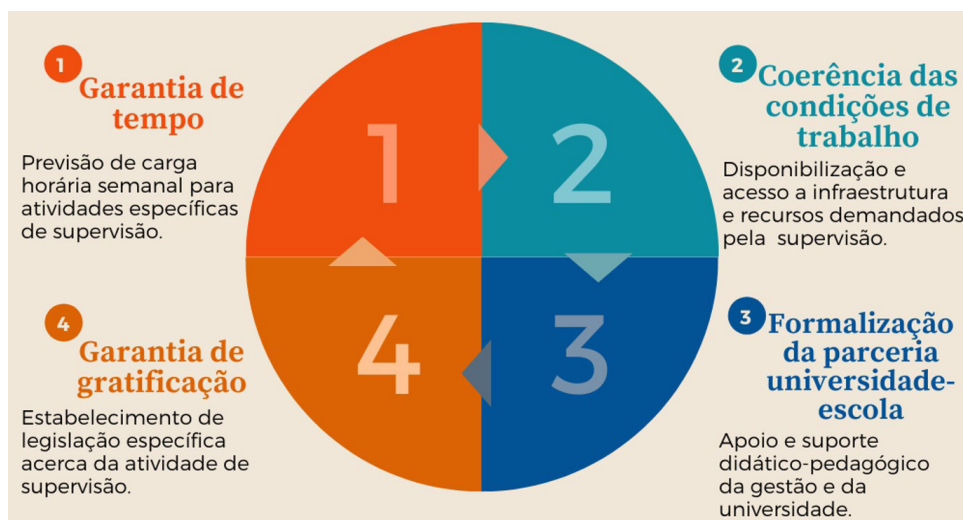 1
Garantia de
tempo
Previsão de carga
horária semanal para
atividades específicas
de supervisão.
1
2
2
Coerência das
condições de
trabalho
Disponibilização e
acesso a infraestrutura
e recursos demandados
pela supervisão.
4
Garantia de
gratificação
Estabelecimento de
legislação específica
acerca da atividade de
supervisão.
4
3
3
Formalização
da parceria
universidade-
escola
Apoio e suporte
didático-pedagógico
da gestão e da
universidade.